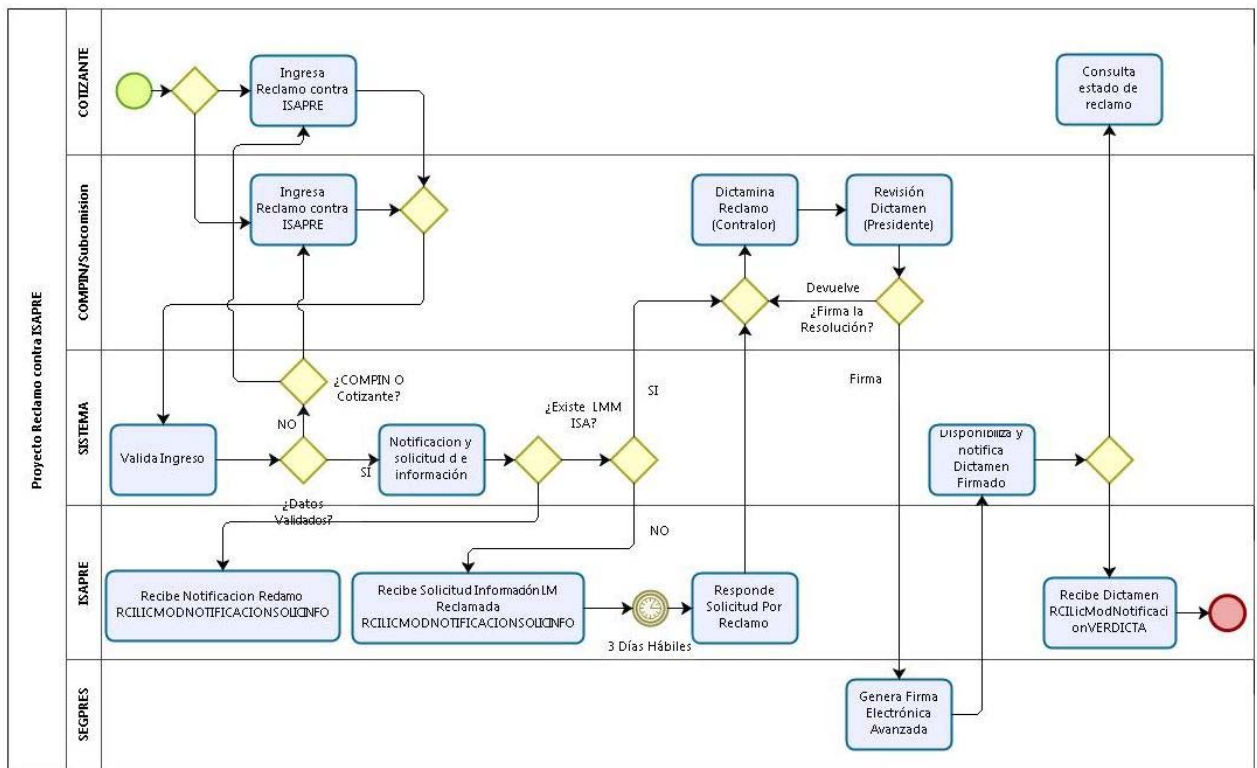 Proyecto Reclamo contra ISAPRE
COTIZANTE
Ingresa
Reclamo contra
ISAPRE
Consulta
estado de
reclamo
COMPIN/Subcomision
Ingresa
Reclamo contra
ISAPRE
Dictamina
Reclamo
(Contralor)
Revisión
Dictamen
(Presidente)
Devuelve
¿Firma la
Resolución?
SISTEMA
¿COMPIN O
Cotizante?
NO
Valida Ingreso
SI
¿Datos
Validados?
Notificacion y
solicitud d e
información
¿Existe LMM
ISA?
SI
NO
Firma
Disponibiliza y
notifica
Dictamen
Firmado
ISAPRE
Recibe Notificacion Redamo
RCILICMODNOTIFICACIONSOLICINFO
Recibe Solicitud Información LM
Reclamada
RCILICMODNOTIFICACIONSOLICINFO
3 Días Hábiles
Responde
Solicitud Por
Reclamo
Recibe Dictamen
RCILicModNotificaci
onVERDICTA
SEGPRES
Genera Firma
Electrónica
Avanzada